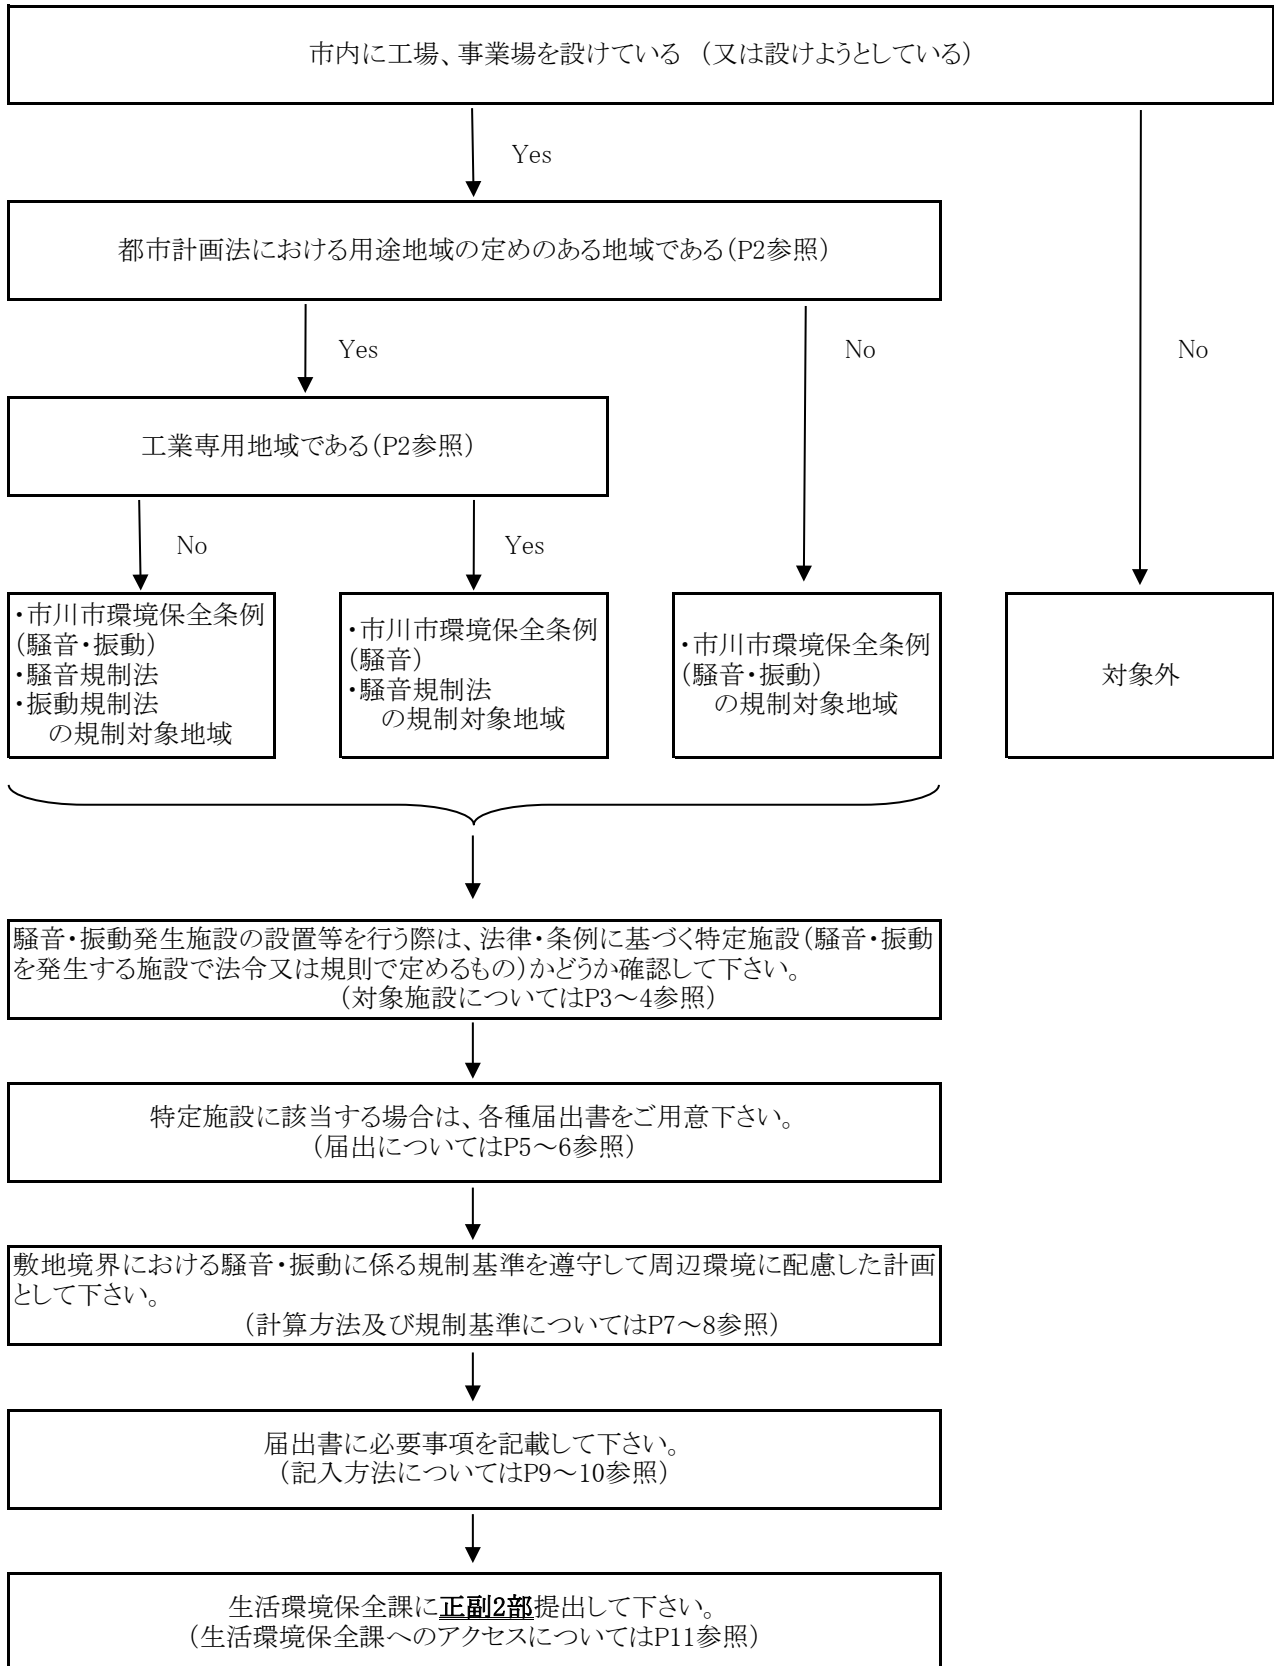 市内に工場、事業場を設けている （又は設けようとしている）
Yes
都市計画法における用途地域の定めのある地域である（P2参照）
Yes
No
No
工業専用地域である（P2参照）
No
Yes
・市川市環境保全条例
（騒音・振動）
・騒音規制法
・振動規制法
の規制対象地域
・市川市環境保全条例
（騒音）
・騒音規制法
の規制対象地域
・市川市環境保全条例
（騒音・振動）
の規制対象地域
対象外
騒音・振動発生施設の設置等を行う際は、法律・条例に基づく特定施設（騒音・振動
を発生する施設で法令又は規則で定めるもの）かどうか確認して下さい。
（対象施設についてはP3～4参照）
特定施設に該当する場合は、各種届出書をご用意下さい。
（届出についてはP5～6参照）
敷地境界における騒音・振動に係る規制基準を遵守して周辺環境に配慮した計画
として下さい。
（計算方法及び規制基準についてはP7～8参照）
届出書に必要事項を記載して下さい。
（記入方法についてはP9～10参照）
生活環境保全課に正副2部提出して下さい。
（生活環境保全課へのアクセスについてはP11参照）